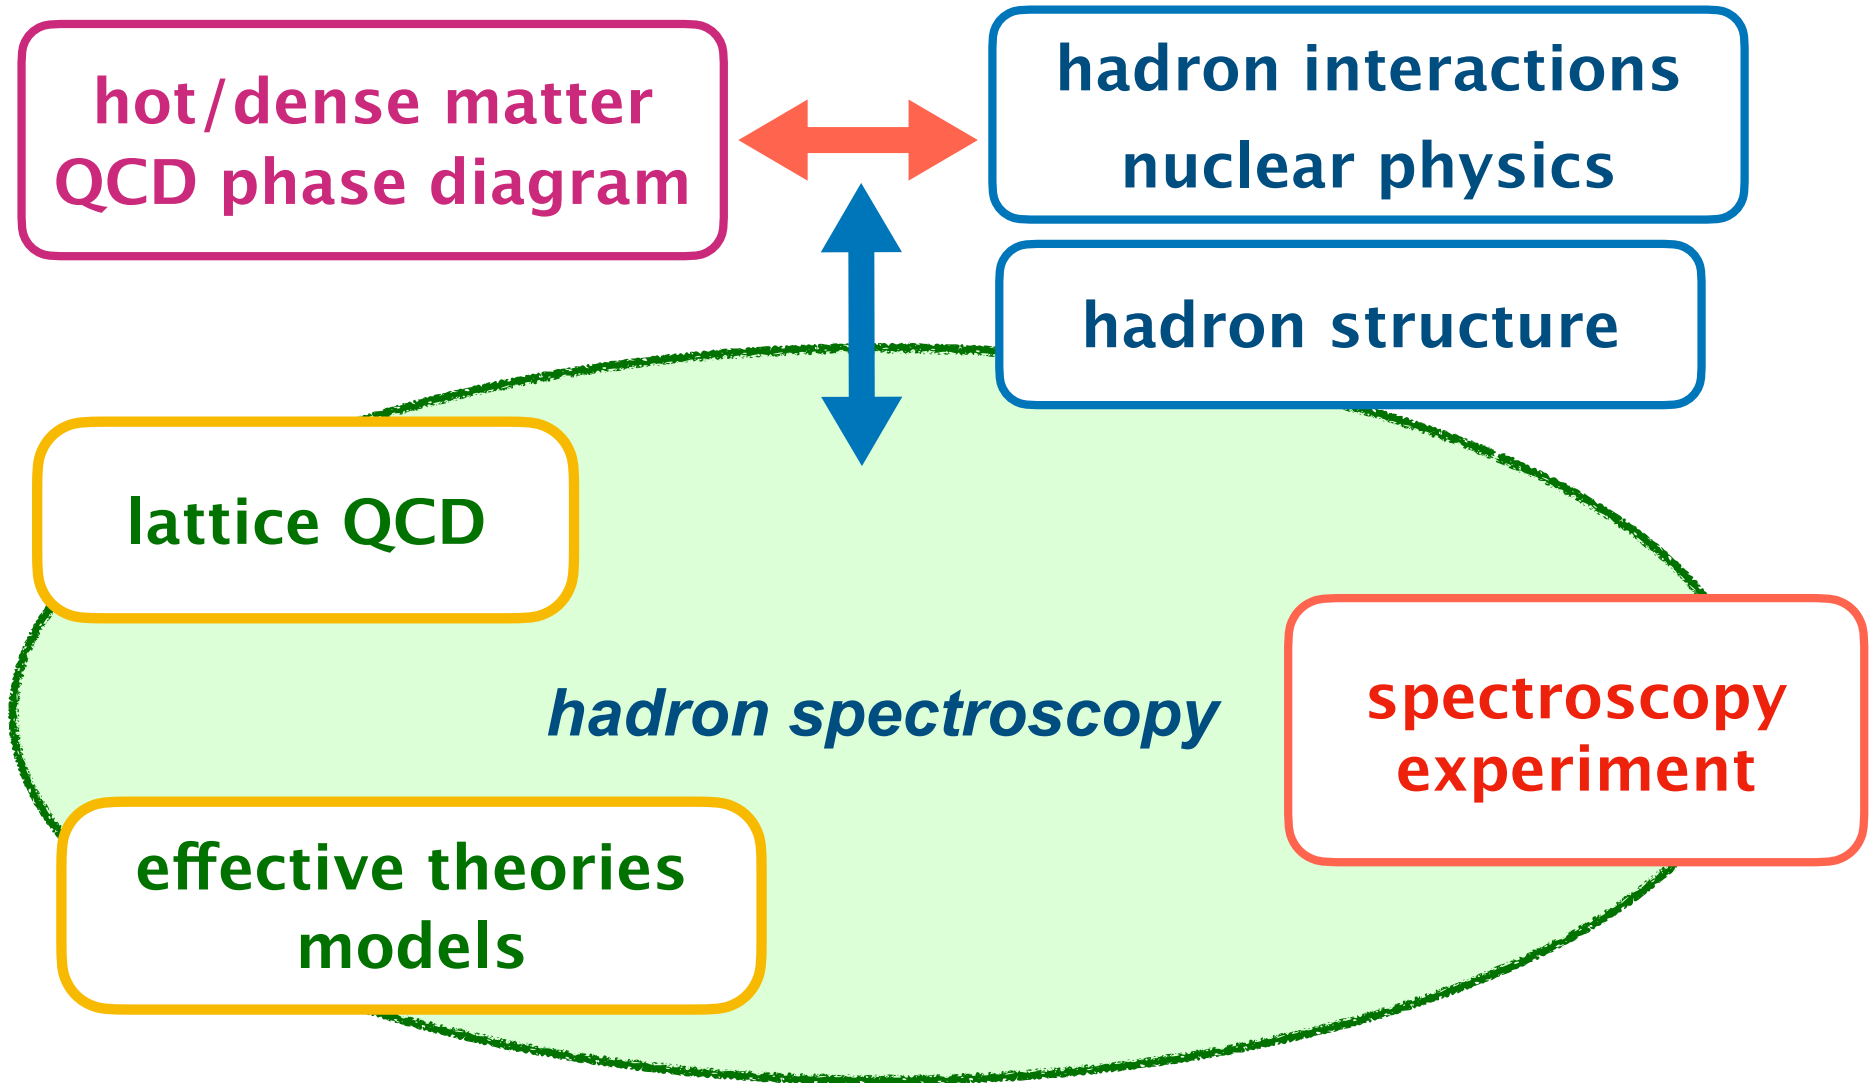 hot/dense matter
QCD phase diagram
hadron interactions
nuclear physics
hadron structure
lattice QCD
hadron spectroscopy
spectroscopy
experiment
effective theories
models